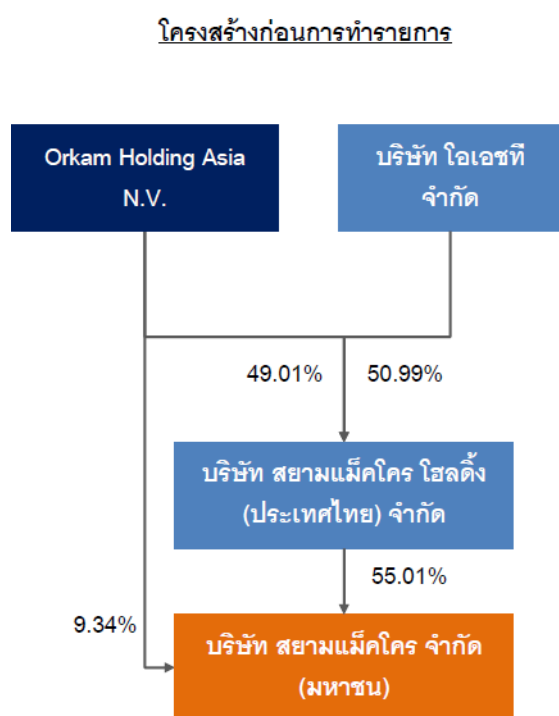 โครงสร้างก่อนการทำรายการ
Orkam Holding Asia
N.V.
บริษัท โอเอชที
จำกัด
49.01%
50.99%
บริษัท สยามแม็คโคร โฮลดิ้ง
(ประเทศไทย) จำกัด
55.01%
9.34%
บริษัท สยามแม็คโคร จำกัด
(มหาชน)